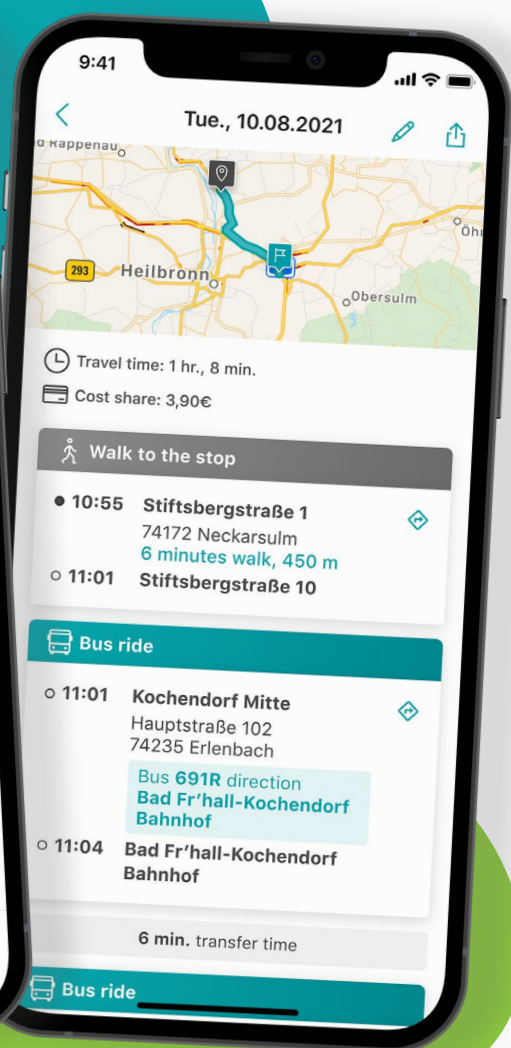 9:41
Tue., 10.08.2021
d Rappenau
293
Heilbronn
Obersulm
Travel time: 1 hr., 8 min.
Cost share: 3,90€
Walk to the stop
10:55 Stiftsbergstraße 1
74172 Neckarsulm
6 minutes walk, 450 m
11:01 Stiftsbergstraße 10
Bus ride
11:01 Kochendorf Mitte
Hauptstraße 102
74235 Erlenbach
Bus 691R direction
Bad Fr'hall-Kochendorf
Bahnhof
11:04 Bad Fr'hall-Kochendorf
Bahnhof
6 min. transfer time
Bus ride